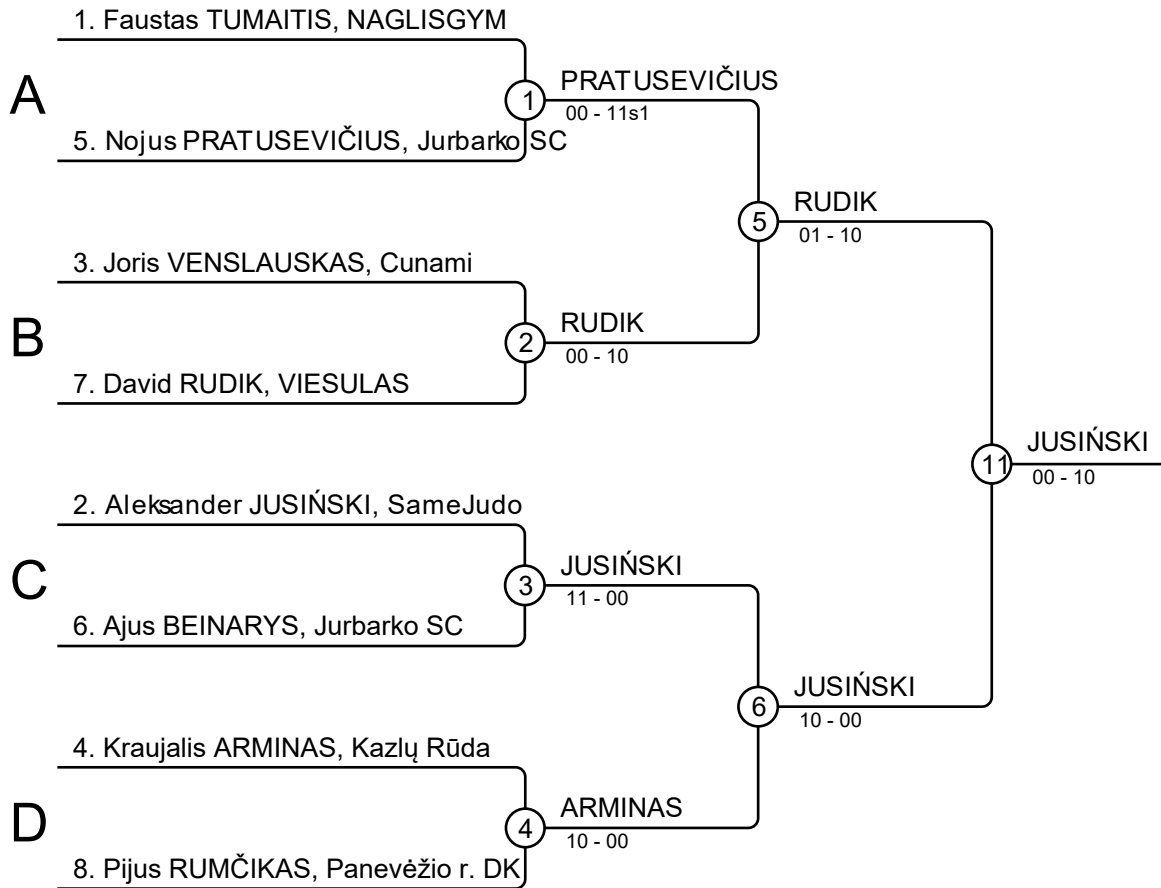 1. Faustas TUMAITIS, NAGLISGYM
A
1
PRATUSEVIČIUS
00 - 11s1
5. Nojus PRATUSEVIČIUS, Jurbarko SC
5
RUDIK
01 - 10
3. Joris VENSLAUSKAS, Cunami
B
2
RUDIK
00 - 10
7. David RUDIK, VIESULAS
11
JUSIŃSKI
00 - 10
2. Aleksander JUSIŃSKI, SameJudo
C
3
JUSIŃSKI
11 - 00
6. Ajus BEINARYS, Jurbarko SC
6
JUSIŃSKI
10 - 00
4. Kraujalis ARMINAS, Kazlų Rūda
D
4
ARMINAS
10 - 00
8. Pijus RUMČIKAS, Panevėžio r. DK